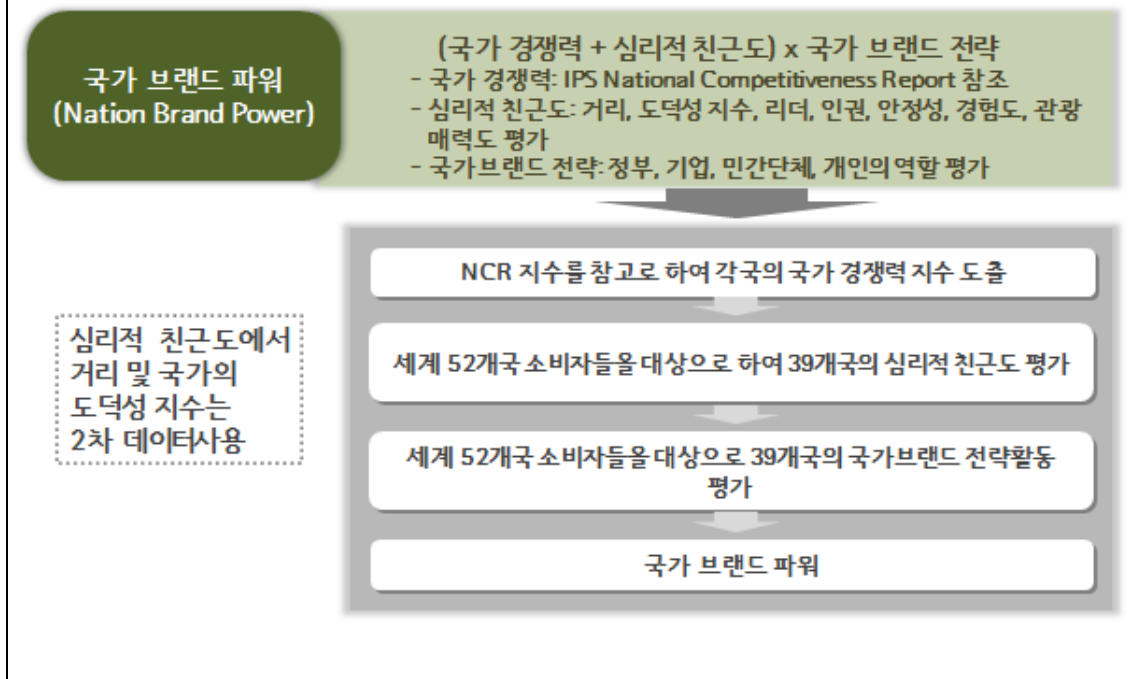 국가 브랜드 파워
(Nation Brand Power)
(국가 경쟁력 + 심리적 친근도) x 국가 브랜드 전략
- 국가 경쟁력: IPS National Competitiveness Report 참조
- 심리적 친근도: 거리, 도덕성 지수, 리더, 인권, 안정성, 경험도, 관광
매력도 평가
- 국가브랜드 전략: 정부, 기업, 민간단체, 개인의 역할 평가
NCR 지수를 참고로 하여 각국의 국가 경쟁력 지수 도출
심리적 친근도에서
거리 및 국가의
도덕성 지수는
2차 데이터사용
세계 52개국 소비자들을 대상으로 하여 39개국의 심리적 친근도 평가
세계 52개국 소비자들을 대상으로 39개국의 국가브랜드 전략활동
평가
국가 브랜드 파워